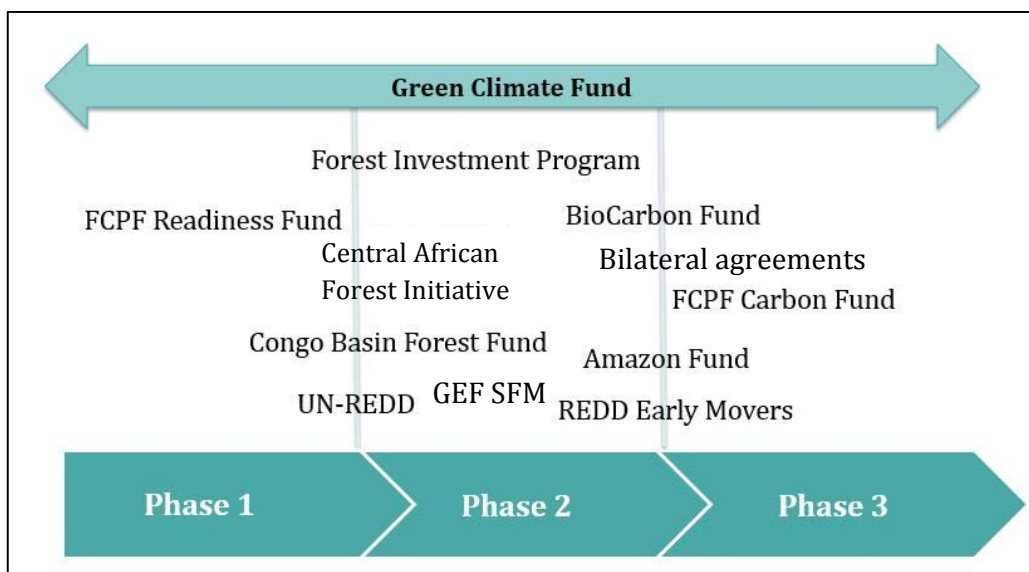 Green Climate Fund
Forest Investment Program
FCPF Readiness Fund
BioCarbon Fund
Central African
Forest Initiative
Bilateral agreements
FCPF Carbon Fund
Congo Basin Forest Fund
Amazon Fund
UN-REDD
GEF SFM
REDD Early Movers
Phase 1
Phase 2
Phase 3